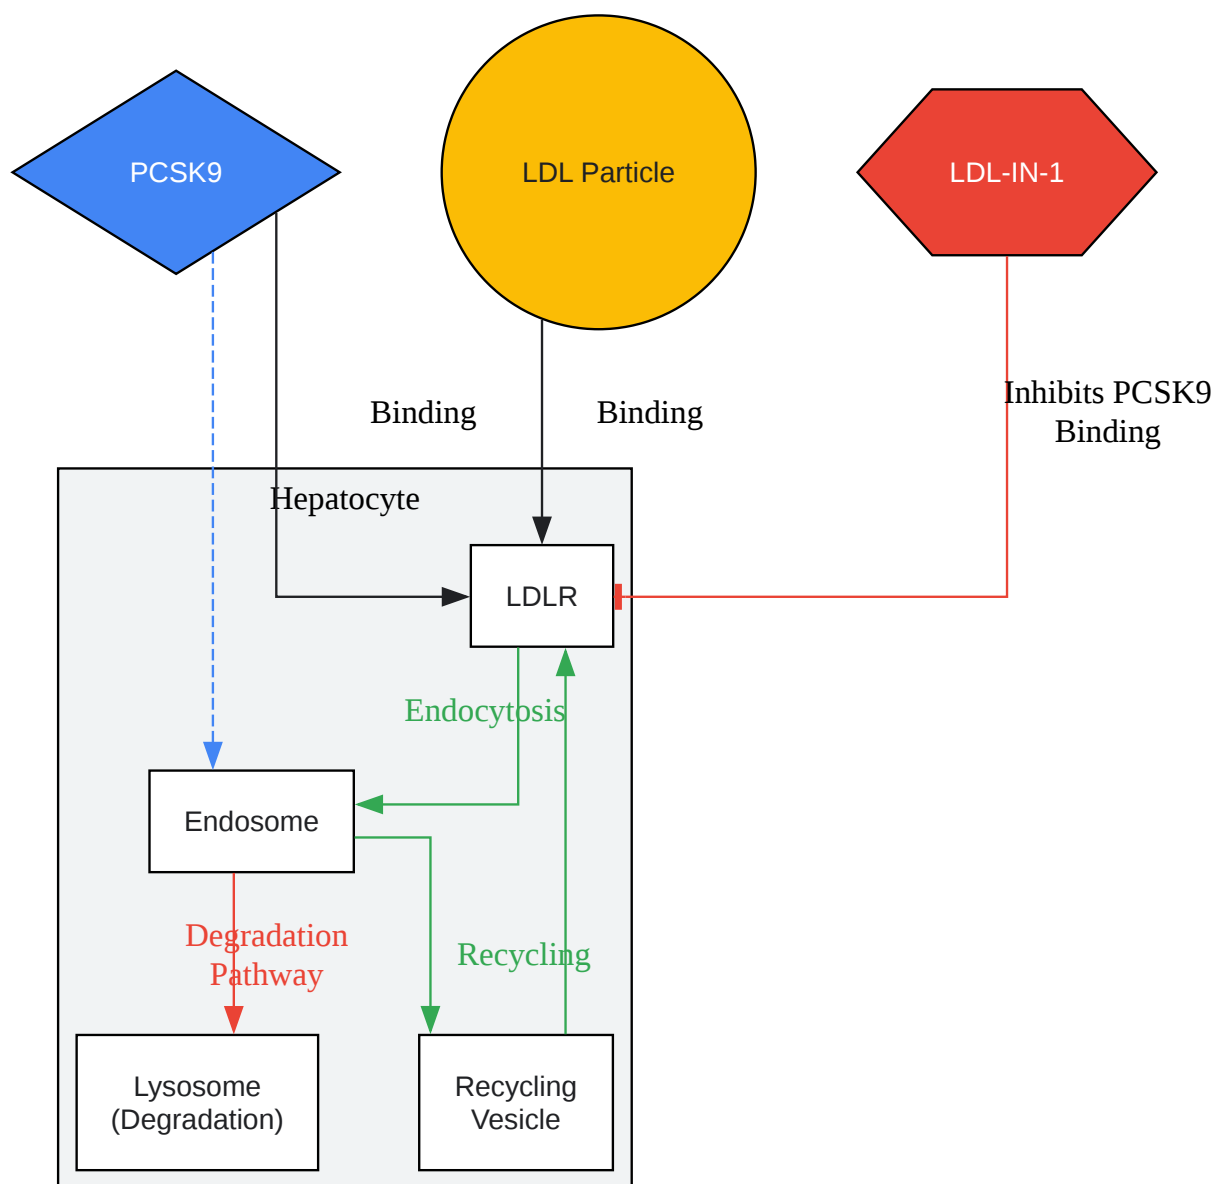 PCSK9
LDL Particle
LDL-IN-1
Binding
Binding
Inhibits PCSK9
Binding
Hepatocyte
LDLR
Endocytosis
Endosome
Degradation
Pathway
Recycling
Lysosome
(Degradation)
Recycling
Vesicle